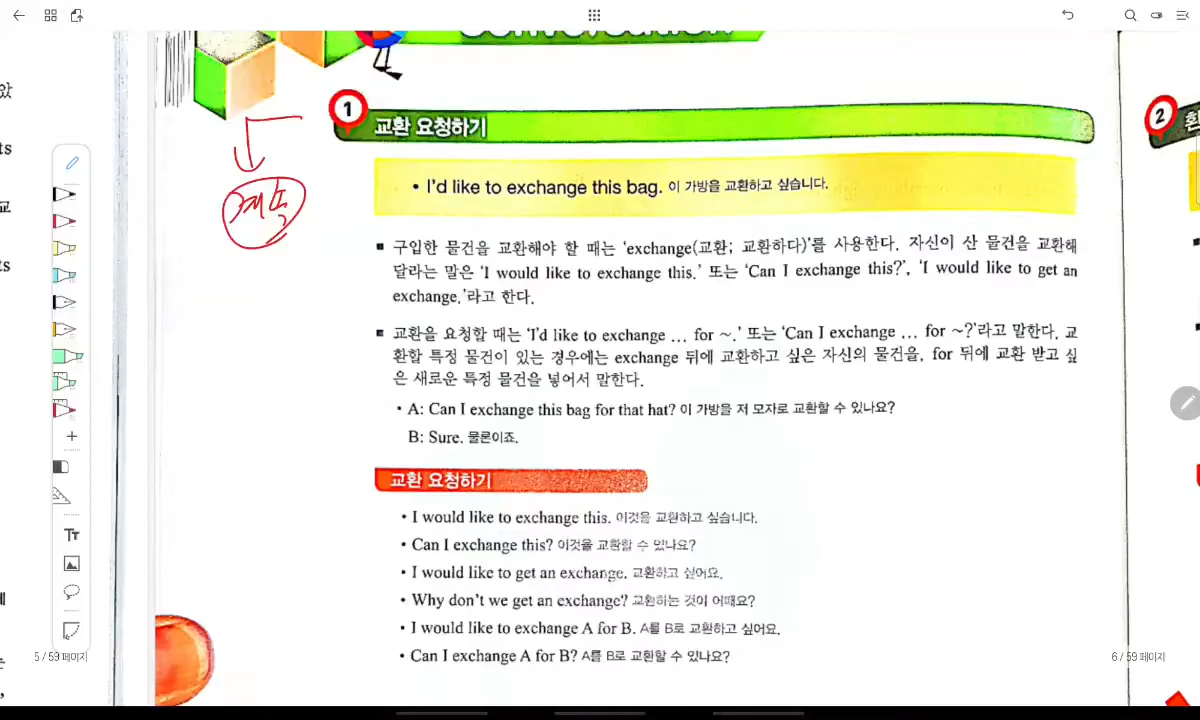 Conversation
1
교환 요청하기
2
계속
• I'd like to exchange this bag. 이 가방을 교환하고 싶습니다.
■ 구입한 물건을 교환해야 할 때는 ‘exchange(교환; 교환하다)’를 사용한다. 자신이 산 물건을 교환해
달라는 말은 ‘I would like to exchange this.’ 또는 ‘Can I exchange this?’, ‘I would like to get an
exchange.’라고 한다.
■ 교환을 요청할 때는 ‘I'd like to exchange … for ~.’ 또는 ‘Can I exchange … for ~?’라고 말한다. 교
환할 특정 물건이 있는 경우에는 exchange 뒤에 교환하고 싶은 자신의 물건을, for 뒤에 교환 받고 싶
은 새로운 특정 물건을 넣어서 말한다.
• A: Can I exchange this bag for that hat? 이 가방을 저 모자로 교환할 수 있나요?
B: Sure. 물론이죠.
교환 요청하기
• I would like to exchange this. 이것을 교환하고 싶습니다.
• Can I exchange this? 이것을 교환할 수 있나요?
• I would like to get an exchange. 교환하고 싶어요.
• Why don't we get an exchange? 교환하는 것이 어때요?
• I would like to exchange A for B. A를 B로 교환하고 싶어요.
• Can I exchange A for B? A를 B로 교환할 수 있나요?
았
ts
교
ts
Tт
5 / 59 페이지
6 / 59 페이지